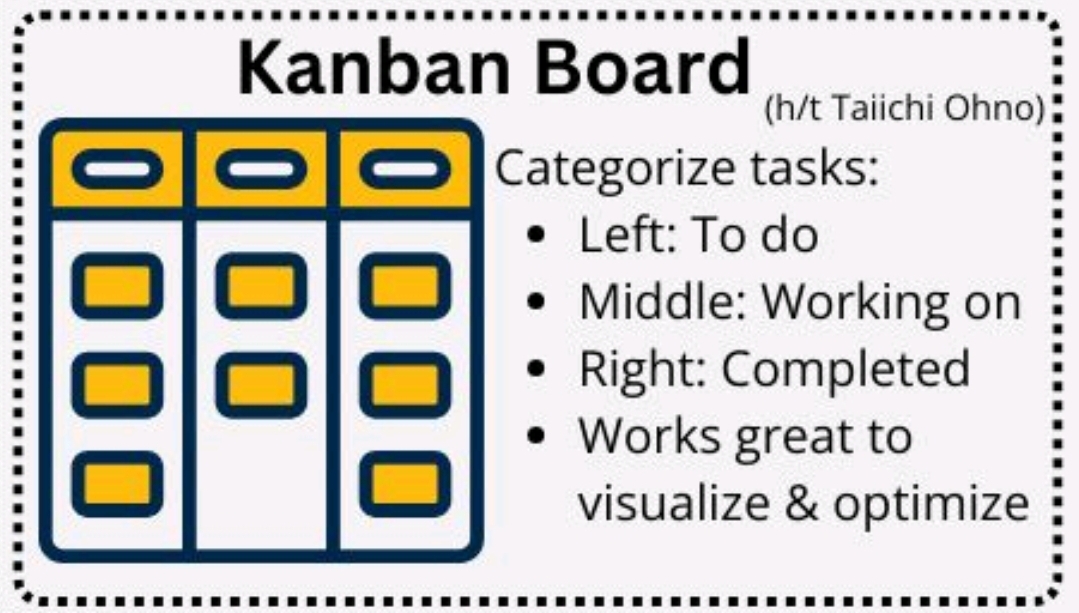 Kanban Board
(h/t Taiichi Ohno)
Categorize tasks:
• Left: To do
• Middle: Working on
• Right: Completed
• Works great to
visualize & optimize